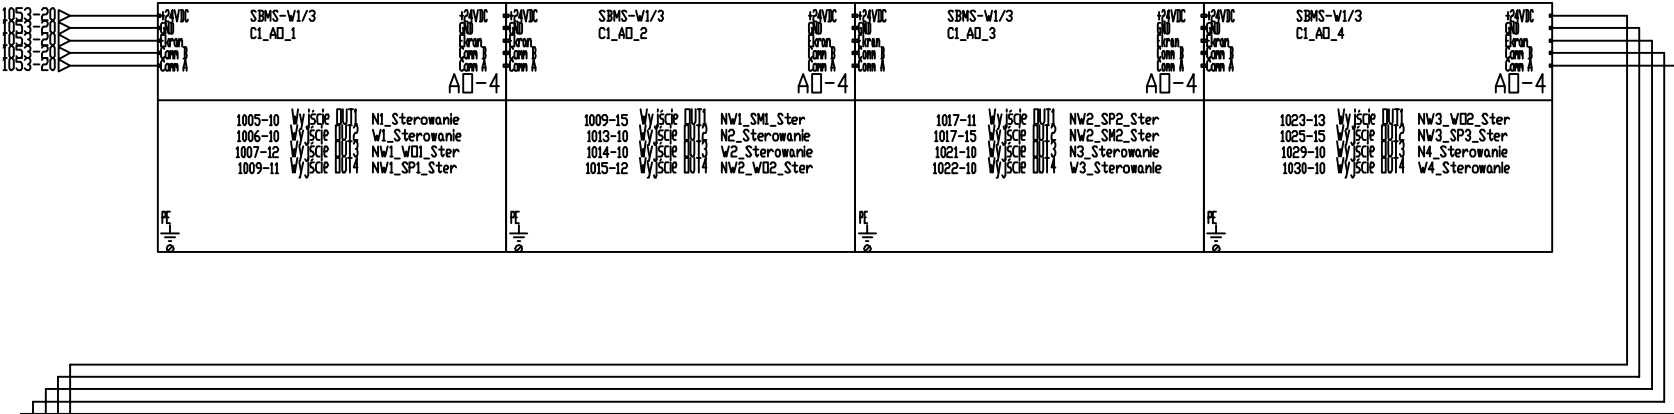 1053-20
1053-20
1053-20
1053-20
1053-20
+24VDC SBMS-W1/3 +24VDC
GND C1_AO_1 GND
Ekran Ekran
Comm B Comm B
Comm A Comm A
AO-4
1005-10 Wyjście OUT1 N1_Sterowanie
1006-10 Wyjście OUT2 W1_Sterowanie
1007-12 Wyjście OUT3 NW1_WO1_Ster
1009-11 Wyjście OUT4 NW1_SP1_Ster
PE
+24VDC SBMS-W1/3 +24VDC
GND C1_AO_2 GND
Ekran Ekran
Comm B Comm B
Comm A Comm A
AO-4
1009-15 Wyjście OUT1 NW1_SM1_Ster
1013-10 Wyjście OUT2 N2_Sterowanie
1014-10 Wyjście OUT3 W2_Sterowanie
1015-12 Wyjście OUT4 NW2_WO2_Ster
PE
+24VDC SBMS-W1/3 +24VDC
GND C1_AO_3 GND
Ekran Ekran
Comm B Comm B
Comm A Comm A
AO-4
1017-11 Wyjście OUT1 NW2_SP2_Ster
1017-15 Wyjście OUT2 NW2_SM2_Ster
1021-10 Wyjście OUT3 N3_Sterowanie
1022-10 Wyjście OUT4 W3_Sterowanie
PE
+24VDC SBMS-W1/3 +24VDC
GND C1_AO_4 GND
Ekran Ekran
Comm B Comm B
Comm A Comm A
AO-4
1023-13 Wyjście OUT1 NW3_WO2_Ster
1025-15 Wyjście OUT2 NW3_SP3_Ster
1029-10 Wyjście OUT3 N4_Sterowanie
1030-10 Wyjście OUT4 W4_Sterowanie
PE